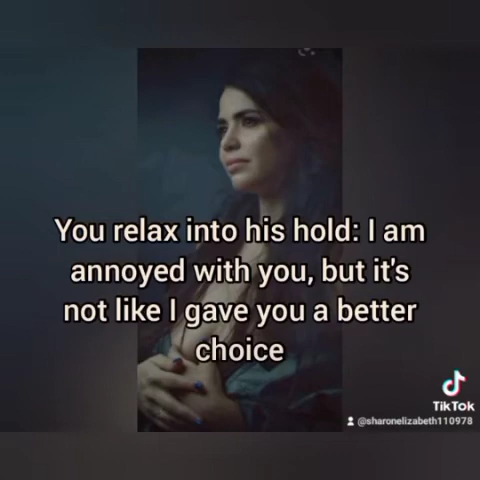 You relax into his hold: I am
annoyed with you, but it's
not like I gave you a better
choice
TikTok
@sharonelizabeth110978